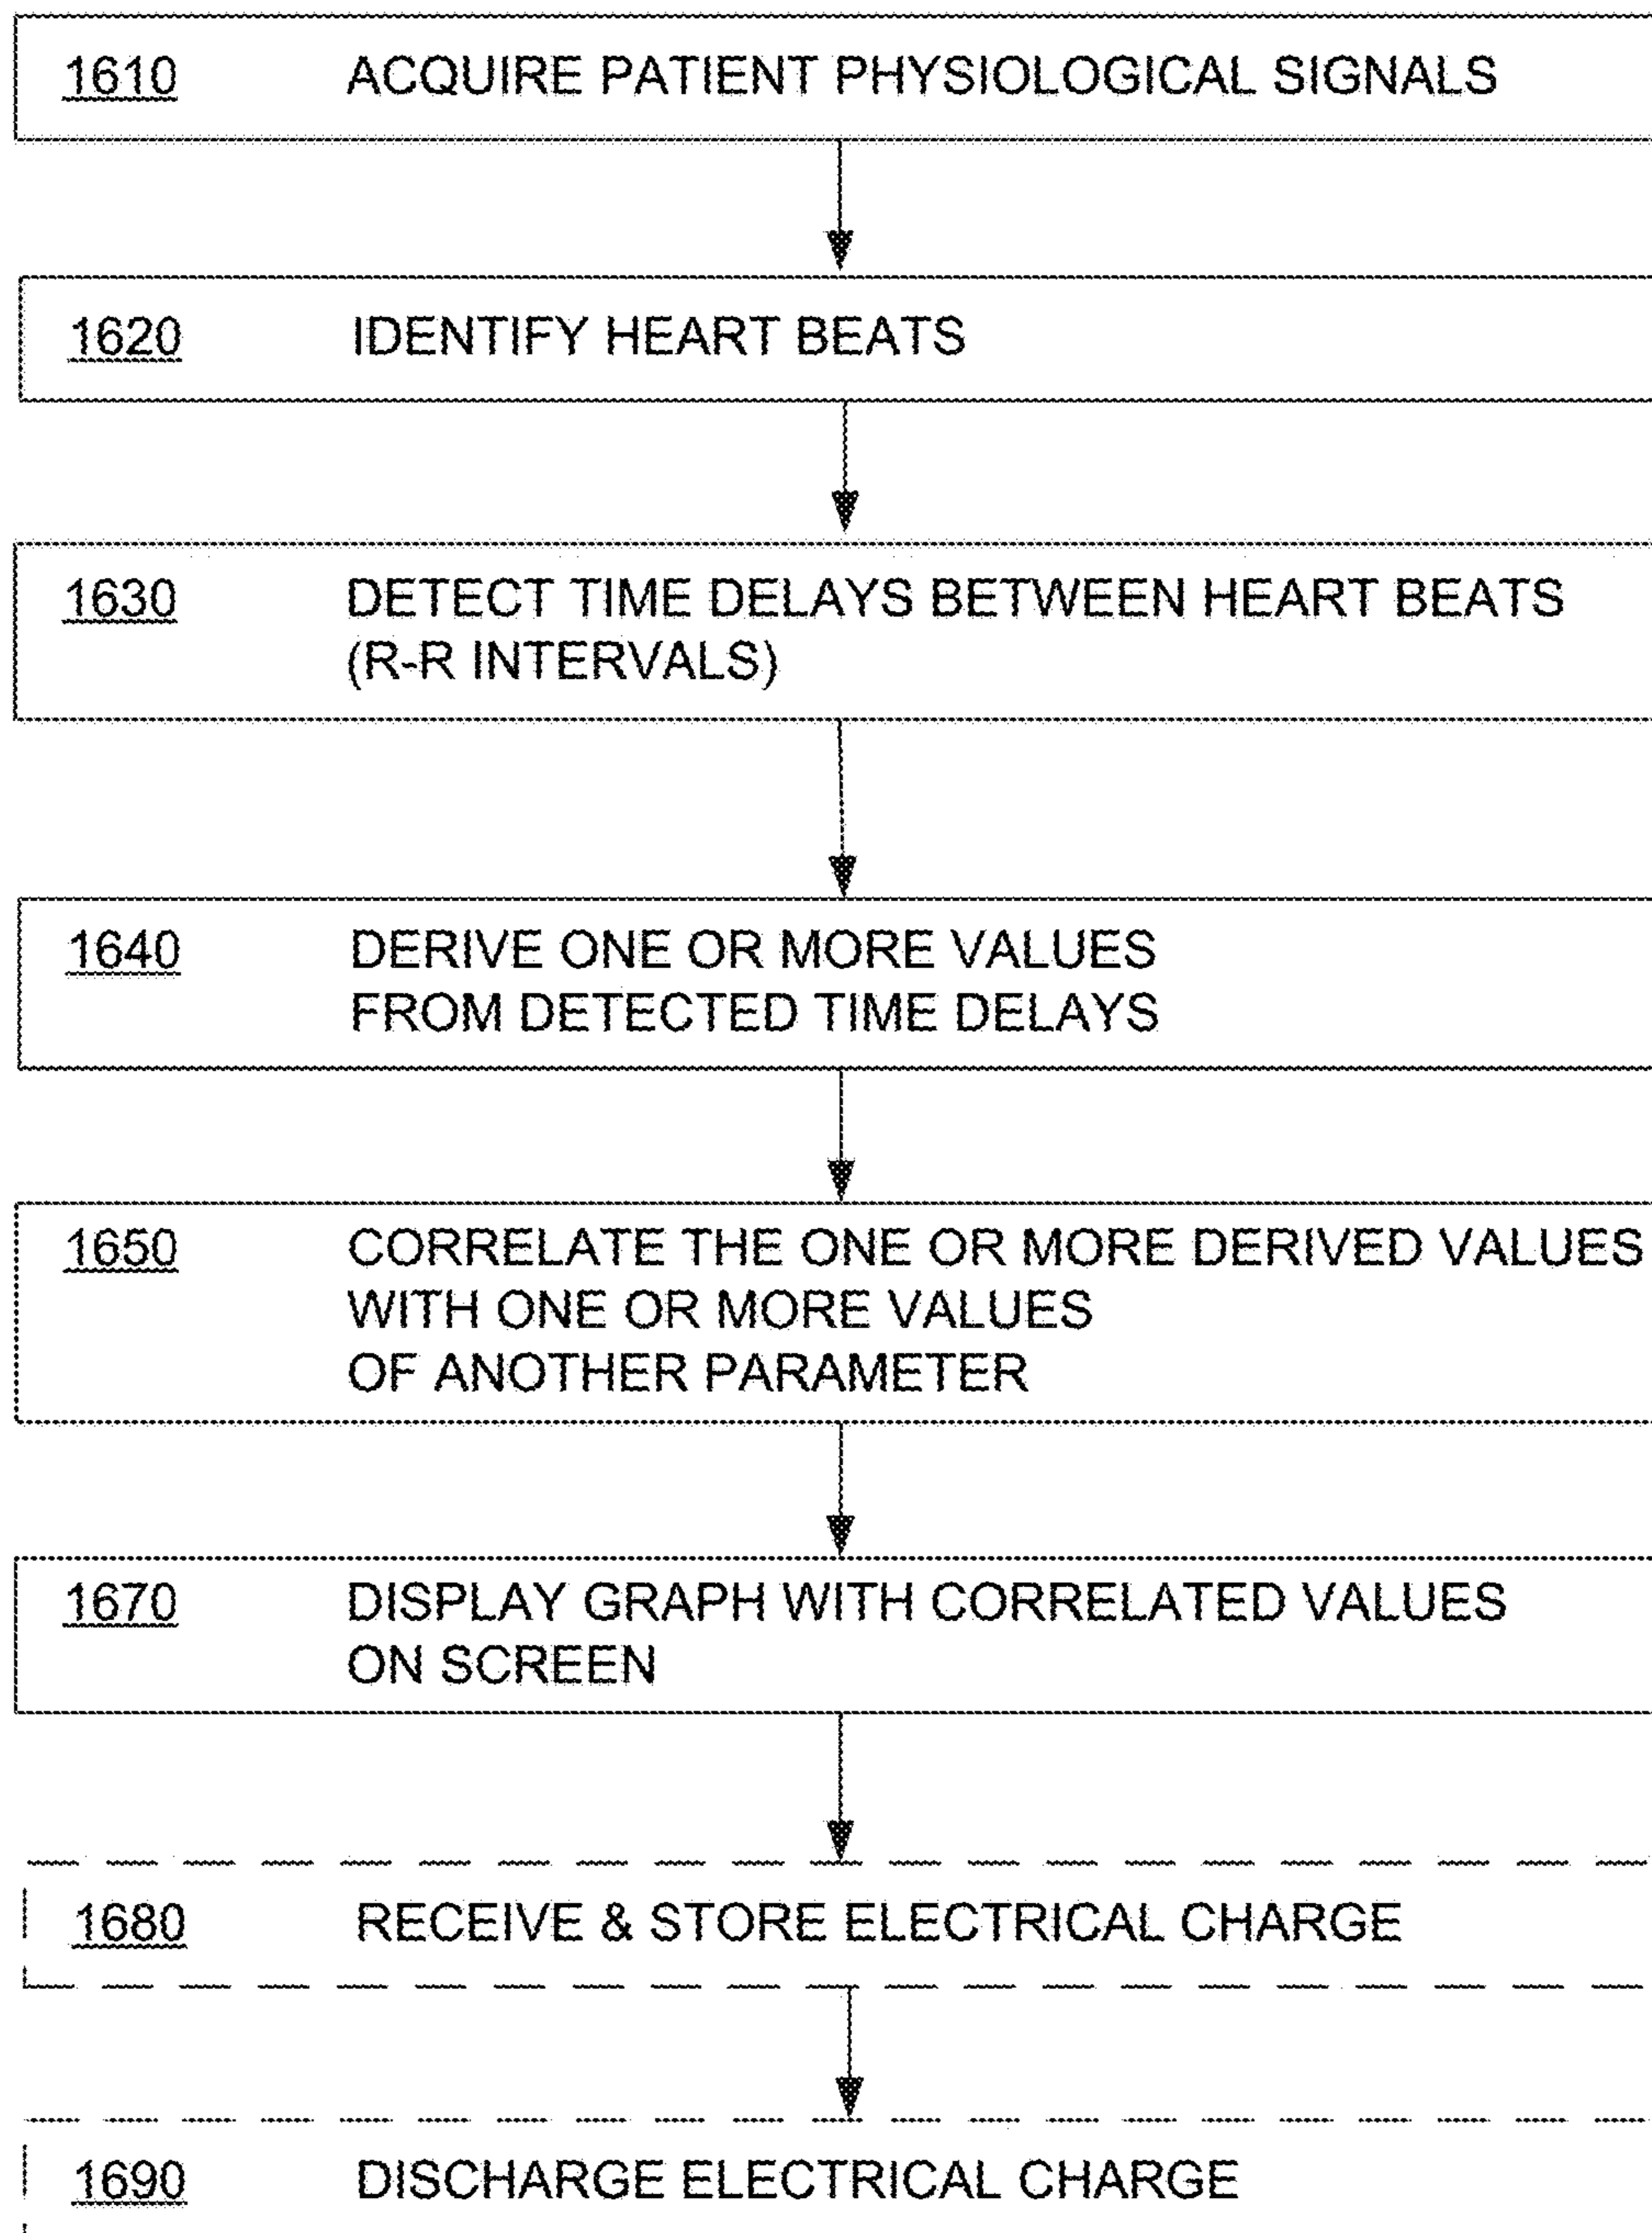 1610 ACQUIRE PATIENT PHYSIOLOGICAL SIGNALS
1620 IDENTIFY HEART BEATS
1630 DETECT TIME DELAYS BETWEEN HEART BEATS
(R-R INTERVALS)
1640 DERIVE ONE OR MORE VALUES
FROM DETECTED TIME DELAYS
1650 CORRELATE THE ONE OR MORE DERIVED VALUES
WITH ONE OR MORE VALUES
OF ANOTHER PARAMETER
1670 DISPLAY GRAPH WITH CORRELATED VALUES
ON SCREEN
1680 RECEIVE & STORE ELECTRICAL CHARGE
1690 DISCHARGE ELECTRICAL CHARGE